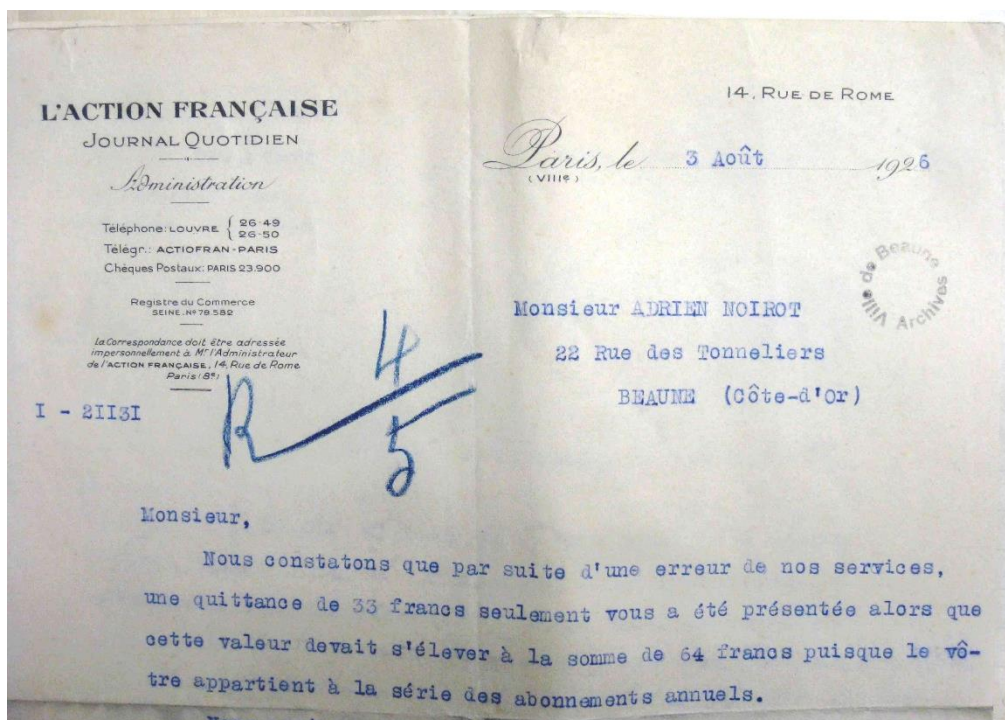 L'ACTION FRANÇAISE
JOURNAL QUOTIDIEN
Administration
Téléphone: LOUVRE { 26-49
26-50
Télégr.: ACTIOFRAN-PARIS
Chèques Postaux: PARIS 23.900
Registre du Commerce
SEINE. Nº 78.582
La Correspondance doit être adressée
impersonnellement à Mr l'Administrateur
de l'ACTION FRANÇAISE, 14, Rue de Rome
Paris (8e)
I - 2II3I
R 4/5
14, RUE DE ROME
Paris, le 3 Août 1926
(VIIIe)
Ville de Beaune
Archives
Monsieur ADRIEN NOIROT
22 Rue des Tonneliers
BEAUNE (Côte-d'Or)
Monsieur,
Nous constatons que par suite d'une erreur de nos services,
une quittance de 33 francs seulement vous a été présentée alors que
cette valeur devait s'élever à la somme de 64 francs puisque le vô-
tre appartient à la série des abonnements annuels.